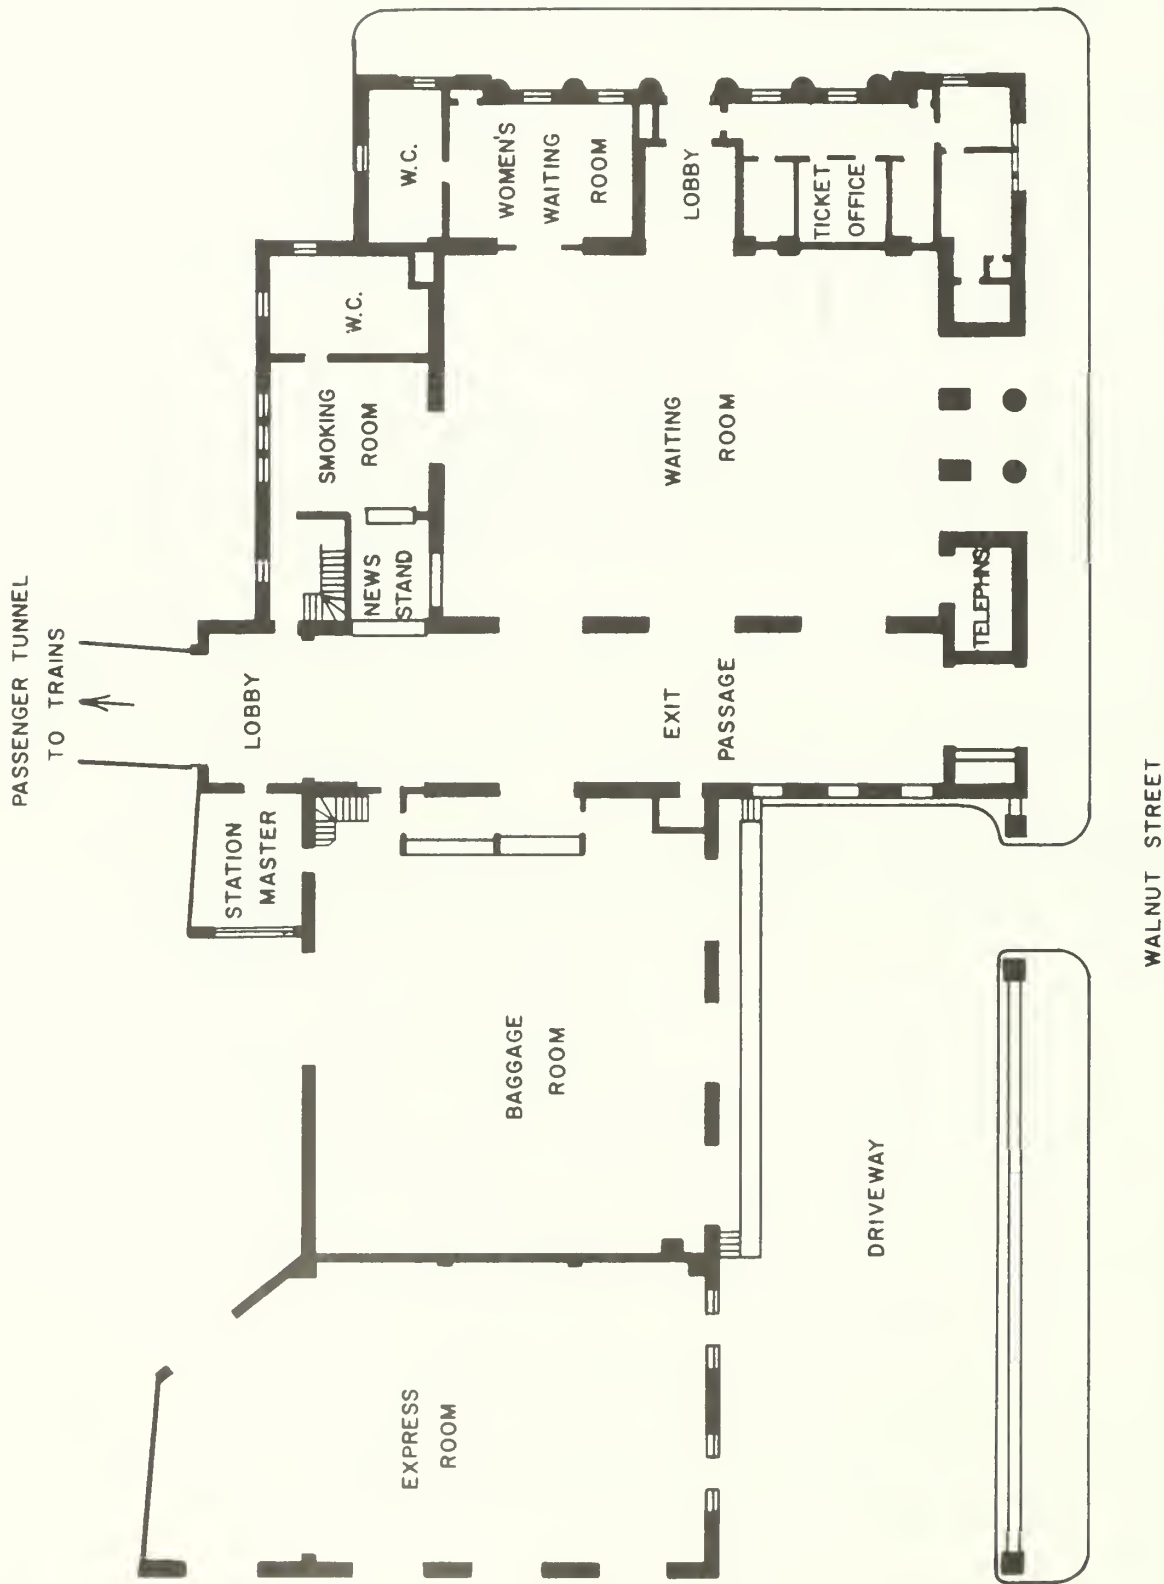 PASSENGER TUNNEL
TO TRAINS
W.C.
WOMEN'S
WAITING
ROOM
LOBBY
TICKET
OFFICE
W.C.
SMOKING
ROOM
NEWS
STAND
WAITING
ROOM
TELEPHNS
LOBBY
EXIT
PASSAGE
STATION
MASTER
BAGGAGE
ROOM
EXPRESS
ROOM
DRIVEWAY
WALNUT STREET